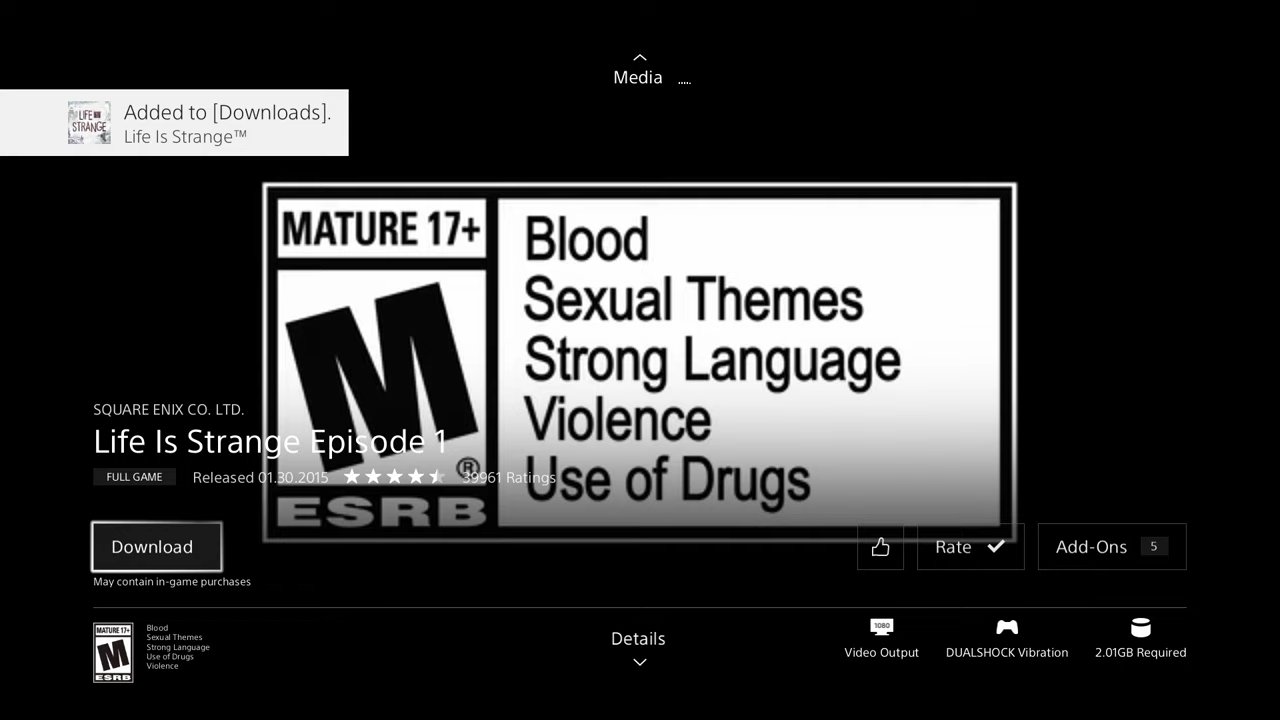 Media
Added to [Downloads].
Life Is Strange™
LIFE IS
STRANGE
MATURE 17+
M
®
ESRB
Blood
Sexual Themes
Strong Language
Violence
Use of Drugs
SQUARE ENIX CO. LTD.
Life Is Strange Episode 1
FULL GAME
Released 01.30.2015
39961 Ratings
Download
Rate
Add-Ons 5
May contain in-game purchases
MATURE 17+
M
ESRB
Blood
Sexual Themes
Strong Language
Use of Drugs
Violence
Details
1080
Video Output
DUALSHOCK Vibration
2.01GB Required